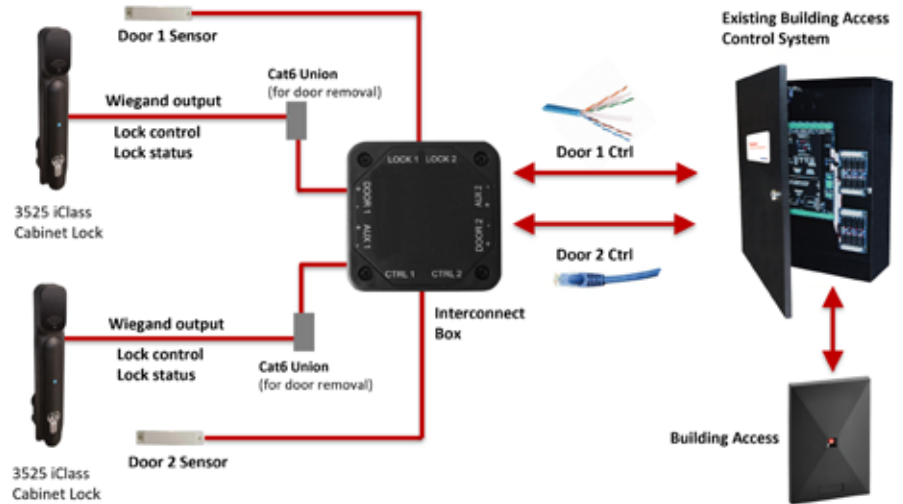 Door 1 Sensor
Existing Building Access
Control System
Cat6 Union
(for door removal)
Wiegand output
Lock control
Lock status
Door 1 Ctrl
LOCK 1 LOCK 2
DOOR 1
AUX 1
AUX 2
DOOR 2
CTRL 1 CTRL 2
3525 iClass
Cabinet Lock
Door 2 Ctrl
Interconnect
Box
Wiegand output
Lock control
Lock status
Cat6 Union
(for door removal)
Building Access
Door 2 Sensor
3525 iClass
Cabinet Lock